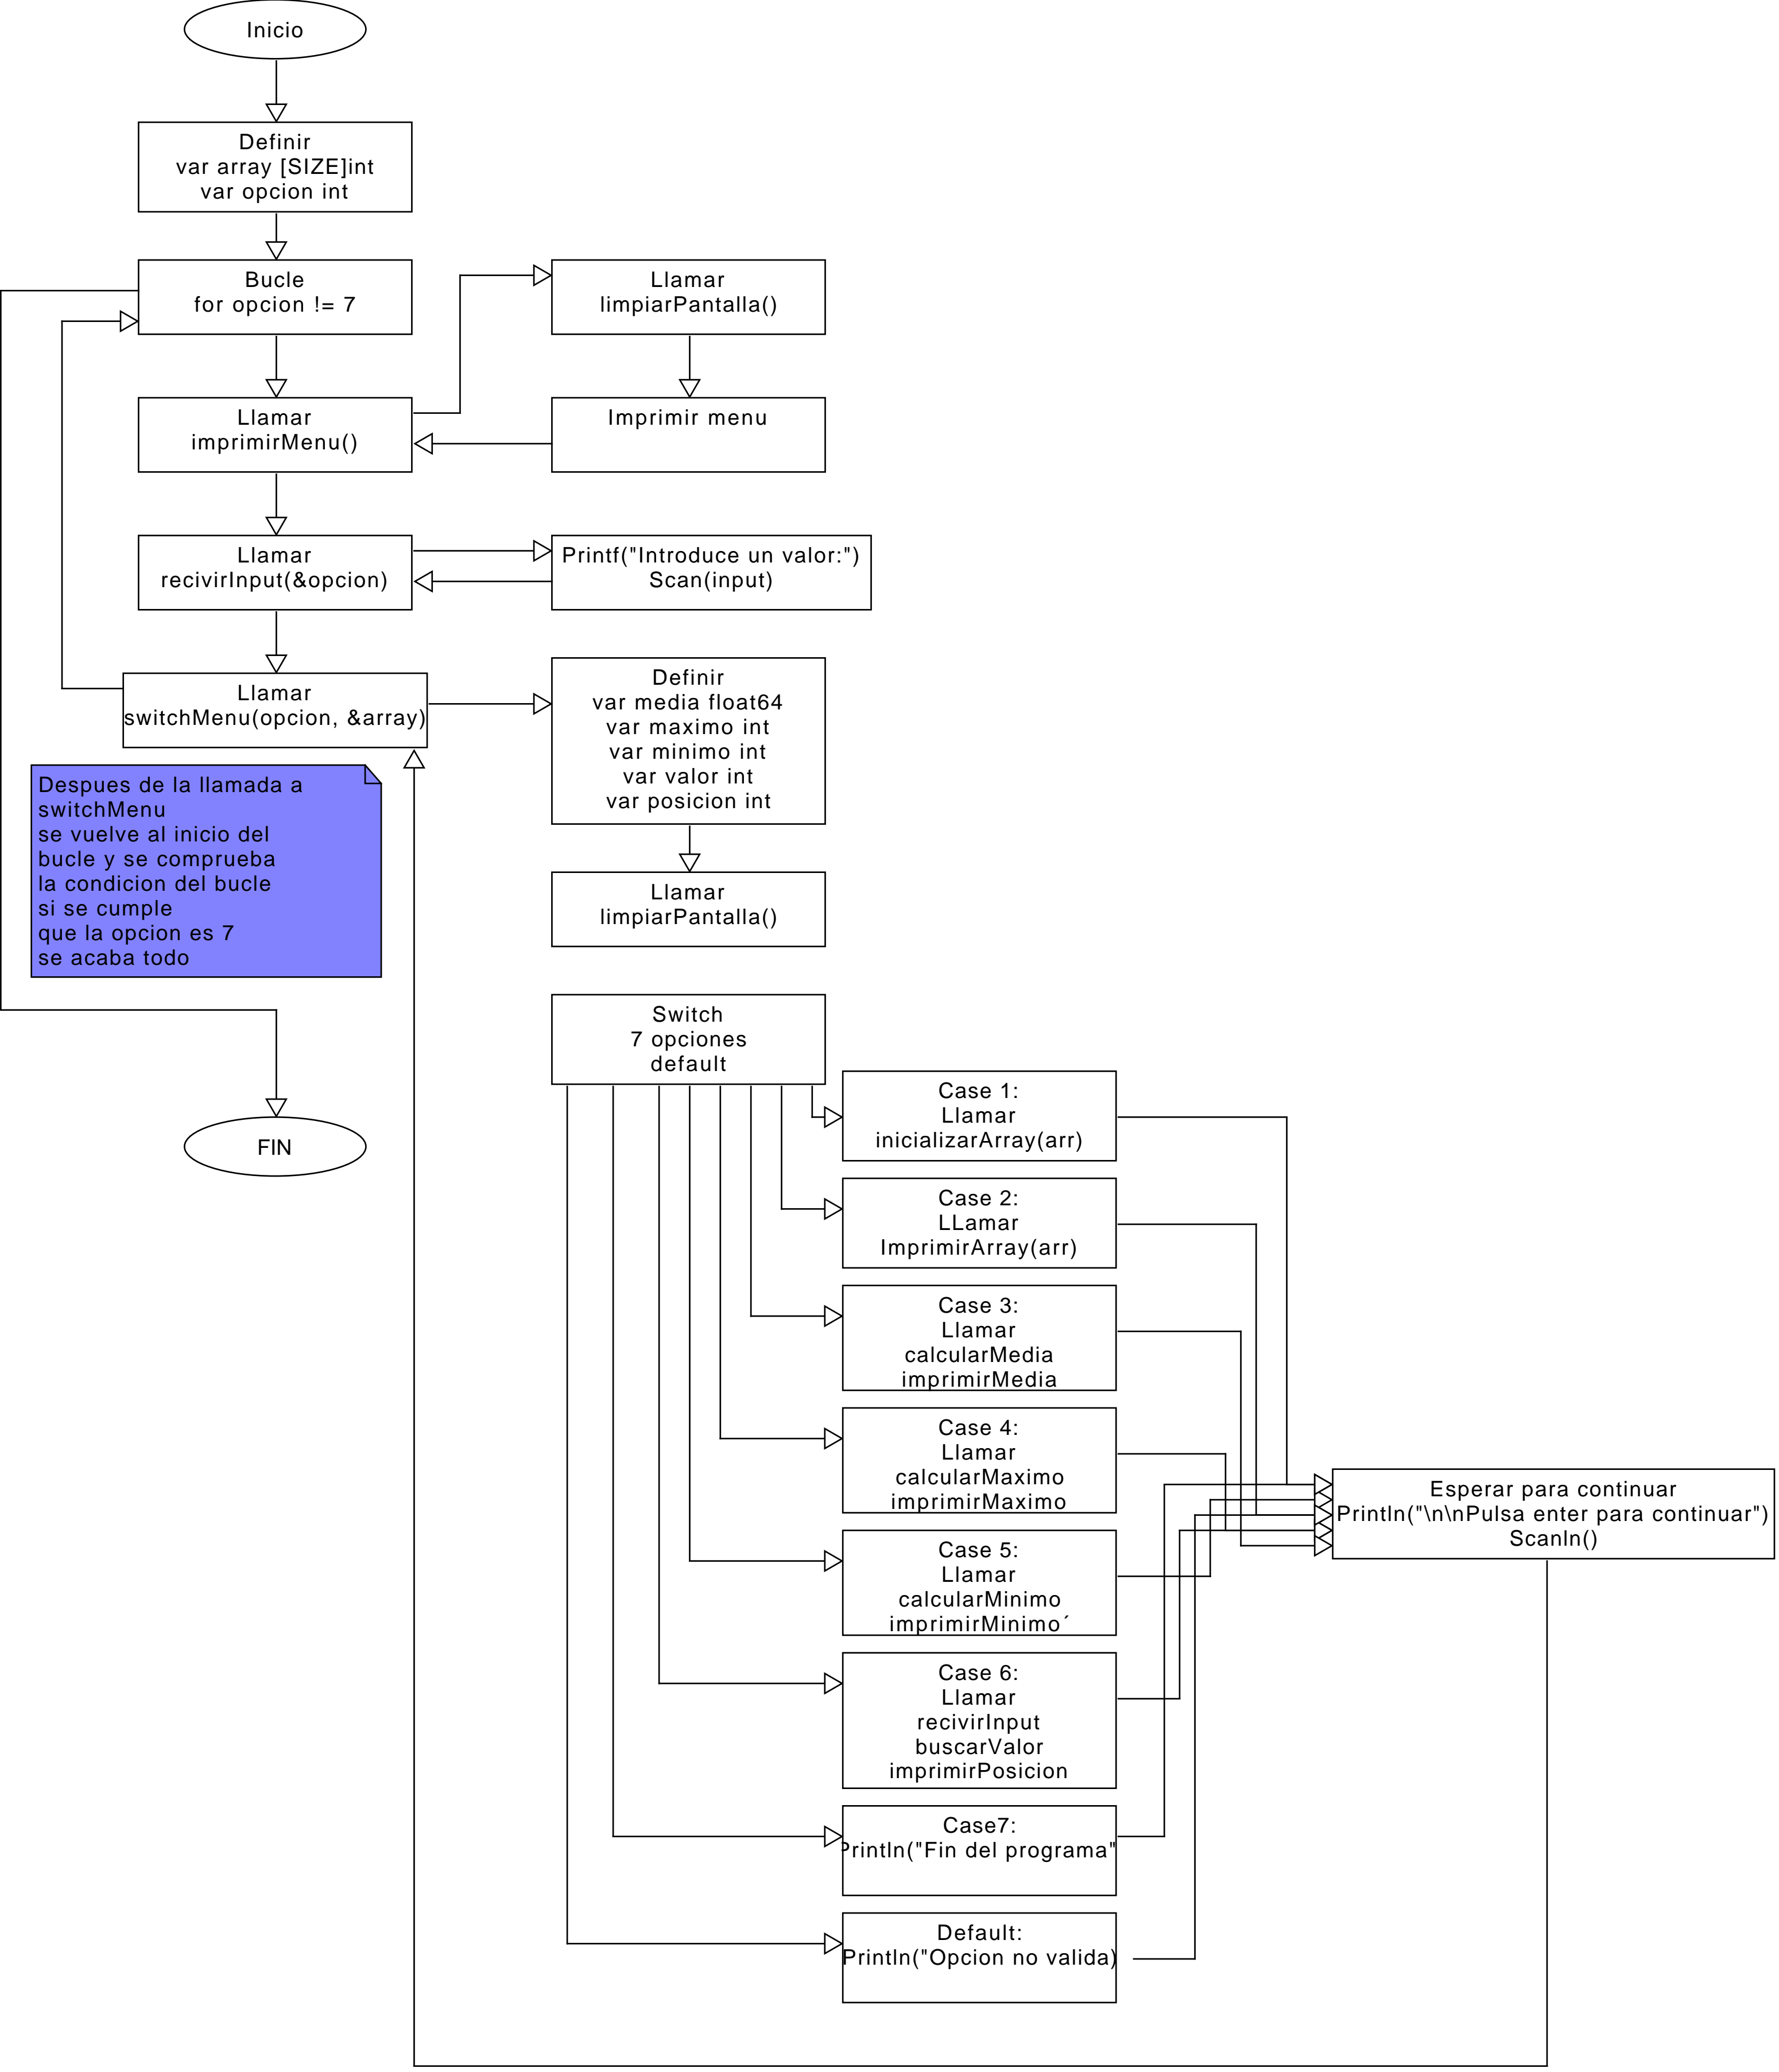 Inicio
Definir
var array [SIZE]int
var opcion int
Bucle
for opcion != 7
Llamar
limpiarPantalla()
Llamar
imprimirMenu()
Imprimir menu
Llamar
recivirInput(&opcion)
Printf("Introduce un valor:")
Scan(input)
Llamar
switchMenu(opcion, &array)
Definir
var media float64
var maximo int
var minimo int
var valor int
var posicion int
Despues de la llamada a
switchMenu
se vuelve al inicio del
bucle y se comprueba
la condicion del bucle
si se cumple
que la opcion es 7
se acaba todo
Llamar
limpiarPantalla()
Switch
7 opciones
default
FIN
Case 1:
Llamar
inicializarArray(arr)
Case 2:
LLamar
ImprimirArray(arr)
Case 3:
Llamar
calcularMedia
imprimirMedia
Case 4:
Llamar
calcularMaximo
imprimirMaximo
Esperar para continuar
Println("\n\nPulsa enter para continuar")
Scanln()
Case 5:
Llamar
calcularMinimo
imprimirMinimo´
Case 6:
Llamar
recivirInput
buscarValor
imprimirPosicion
Case7:
Println("Fin del programa"
Default:
Println("Opcion no valida)